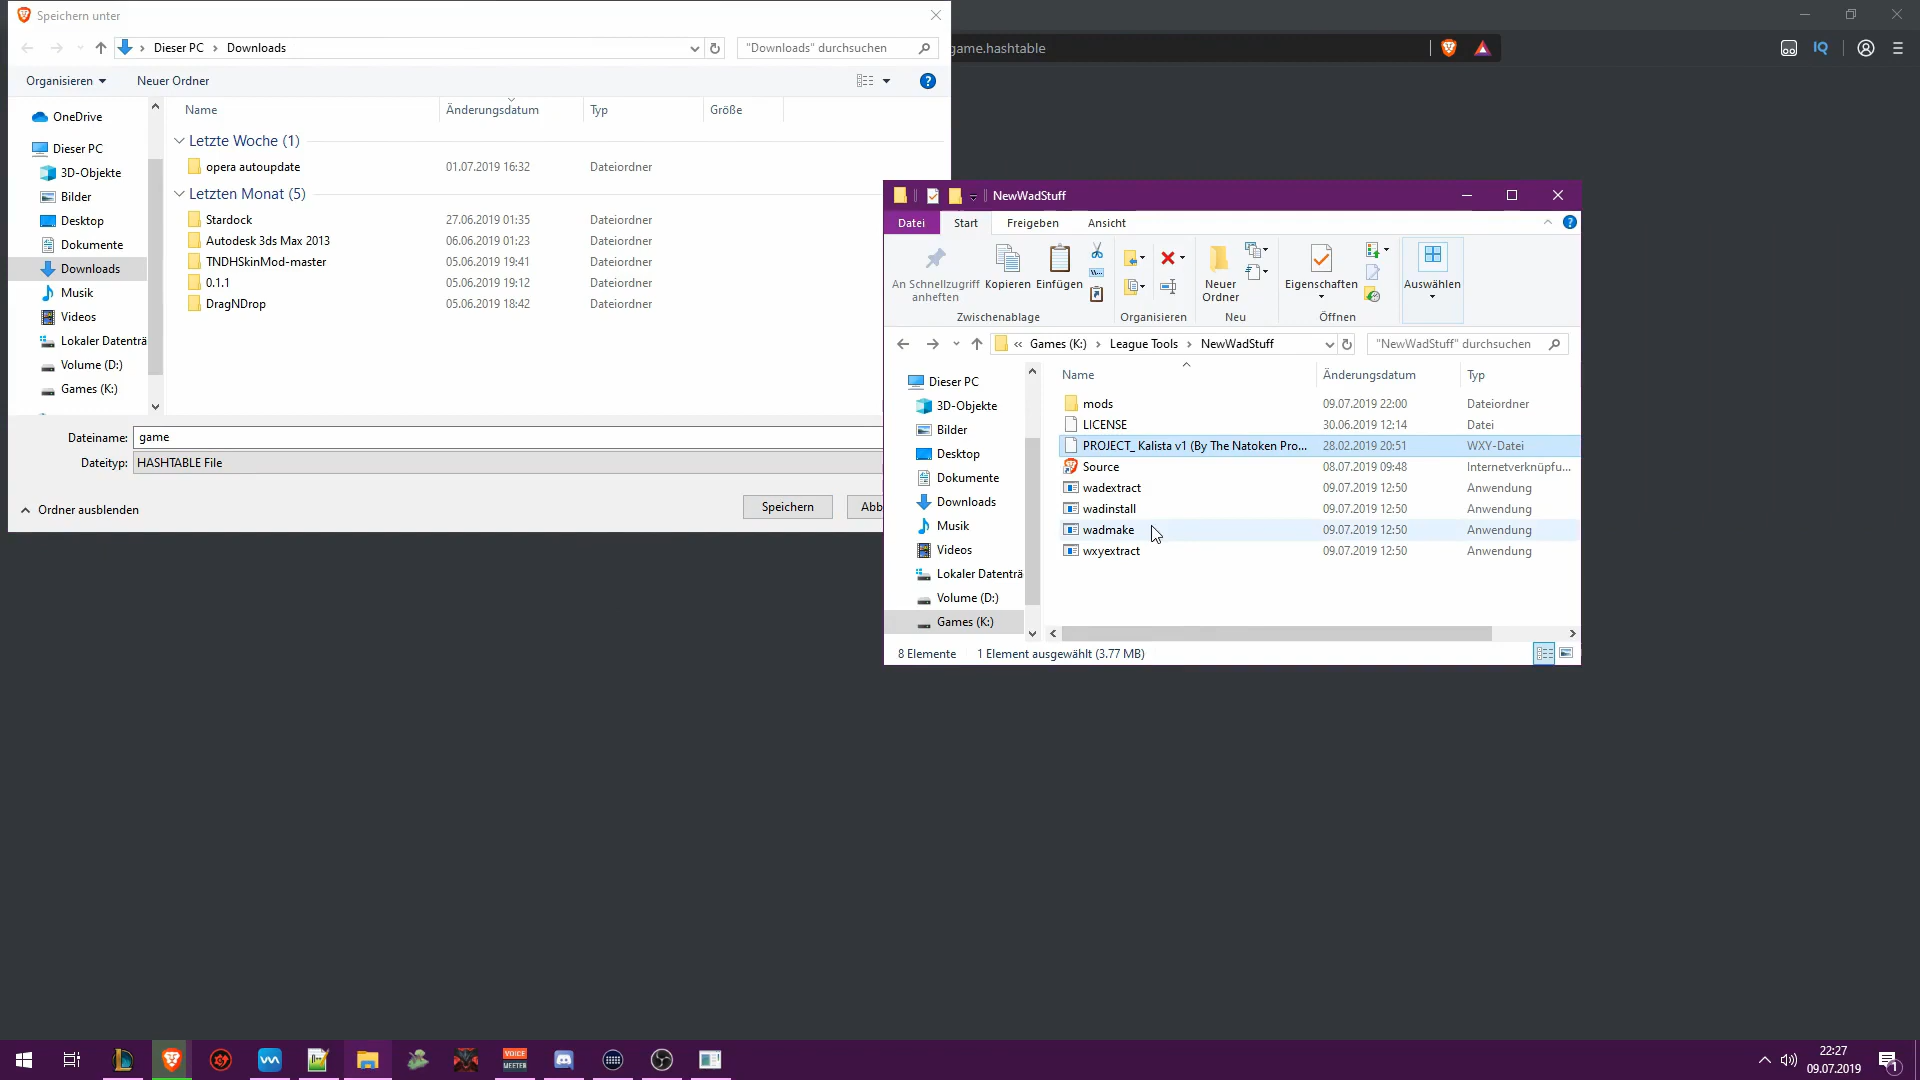 Speichern unter
Dieser PC
Downloads
"Downloads" durchsuchen
Organisieren
Neuer Ordner
OneDrive
Dieser PC
3D-Objekte
Bilder
Desktop
Dokumente
Downloads
Musik
Videos
Lokaler Datenträ
Volume (D:)
Games (K:)
Name Änderungsdatum Typ Größe
Letzte Woche (1)
opera autoupdate 01.07.2019 16:32 Dateiordner
Letzten Monat (5)
Stardock 27.06.2019 01:35 Dateiordner
Autodesk 3ds Max 2013 06.06.2019 01:23 Dateiordner
TNDHSkinMod-master 05.06.2019 19:41 Dateiordner
0.1.1 05.06.2019 19:12 Dateiordner
DragNDrop 05.06.2019 18:42 Dateiordner
Dateiname: game
Dateityp: HASHTABLE File
Ordner ausblenden
Speichern
Abb
game.hashtable
IQ
NewWadStuff
Datei Start Freigeben Ansicht
An Schnellzugriff anheften
Kopieren
Einfügen
Zwischenablage
Organisieren
Neuer Ordner
Neu
Eigenschaften
Öffnen
Auswählen
« Games (K:) League Tools NewWadStuff
"NewWadStuff" durchsuchen
Dieser PC
3D-Objekte
Bilder
Desktop
Dokumente
Downloads
Musik
Videos
Lokaler Datenträ
Volume (D:)
Games (K:)
Name Änderungsdatum Typ
mods 09.07.2019 22:00 Dateiordner
LICENSE 30.06.2019 12:14 Datei
PROJECT_ Kalista v1 (By The Natoken Pro... 28.02.2019 20:51 WXY-Datei
Source 08.07.2019 09:48 Internetverknüpfu...
wadextract 09.07.2019 12:50 Anwendung
wadinstall 09.07.2019 12:50 Anwendung
wadmake 09.07.2019 12:50 Anwendung
wxyextract 09.07.2019 12:50 Anwendung
8 Elemente 1 Element ausgewählt (3.77 MB)
VOICE
MEETER
22:27
09.07.2019
1